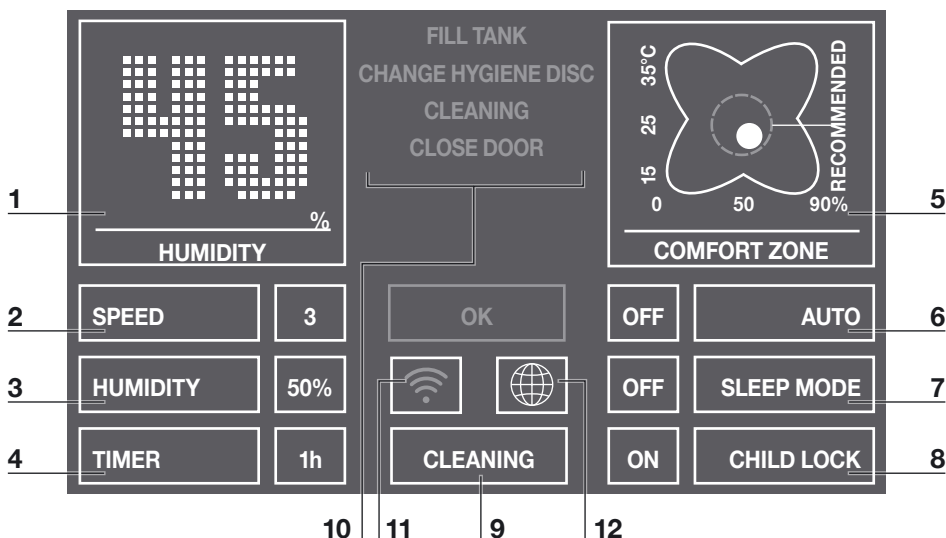 FILL TANK
CHANGE HYGIENE DISC
CLEANING
CLOSE DOOR
45
%
HUMIDITY
35°C
25
15
0 50 90%
RECOMMENDED
COMFORT ZONE
1
5
2 SPEED 3 OK OFF AUTO 6
3 HUMIDITY 50% OFF SLEEP MODE 7
4 TIMER 1h CLEANING ON CHILD LOCK 8
10 11 9 12